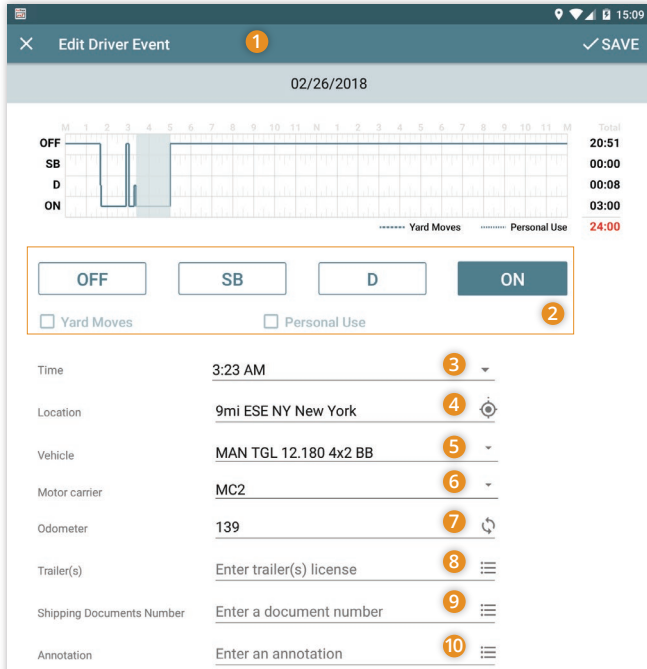 15:09
Edit Driver Event 1 SAVE
02/26/2018
M 1 2 3 4 5 6 7 8 9 10 11 N 1 2 3 4 5 6 7 8 9 10 11 M Total
OFF 20:51
SB 00:00
D 00:08
ON 03:00
Yard Moves Personal Use 24:00
OFF SB D ON
Yard Moves Personal Use 2
Time 3:23 AM 3
Location 9mi ESE NY New York 4
Vehicle MAN TGL 12.180 4x2 BB 5
Motor carrier MC2 6
Odometer 139 7
Trailer(s) Enter trailer(s) license 8
Shipping Documents Number Enter a document number 9
Annotation Enter an annotation 10